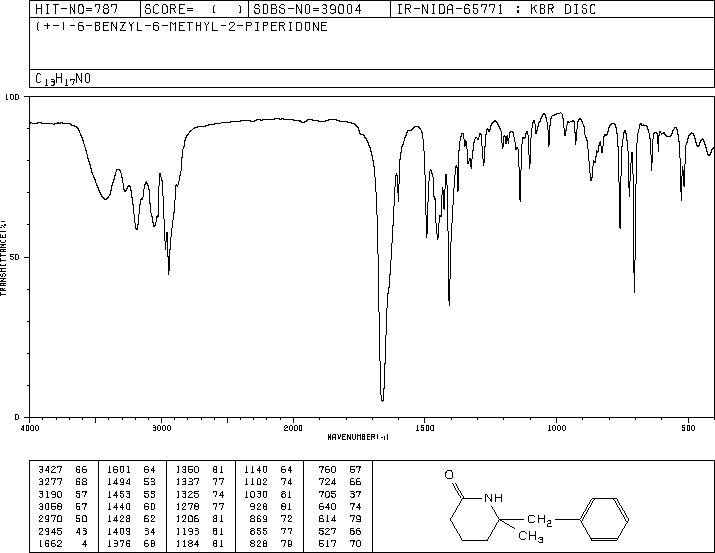 HIT-NO=787 SCORE= ( ) SDBS-NO=39004 IR-NIDA-65771 : KBR DISC
(+-)-6-BENZYL-6-METHYL-2-PIPERIDONE
C13H17NO
100
50
0
TRANSMITTANCE(%)
4000 3000 2000 1500 1000 500
WAVENUMBER(-1)
3427 66 1601 64 1360 81 1140 64 760 57
3277 68 1494 53 1337 77 1102 74 724 66
3190 57 1453 55 1325 74 1030 81 705 37
3068 57 1440 60 1278 77 928 81 640 74
2970 50 1428 62 1206 81 869 72 614 79
2945 43 1409 34 1193 81 855 77 527 66
1662 4 1376 68 1184 81 828 79 517 70
O
NH
CH2
CH3